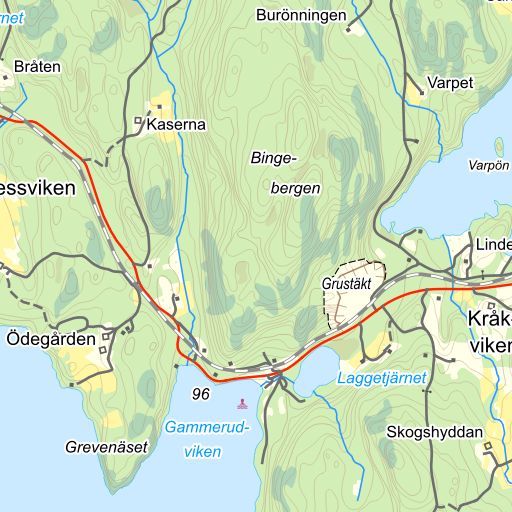 Burönningen
Bråten
Varpet
Kaserna
Binge-
bergen
Varpön
essviken
Linde
Grustäkt
Kråk-
viken
Ödegården
Laggetjärnet
96
Gammerud-
viken
Skogshyddan
Grevenäset